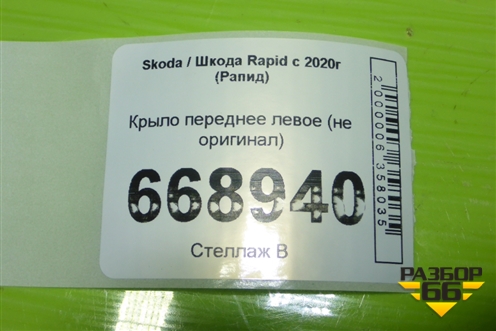 Skoda / Шкода Rapid с 2020г
(Рапид)
Крыло переднее левое (не
оригинал)
668940
Стеллаж В
2000006358035
РАЗБОР
66